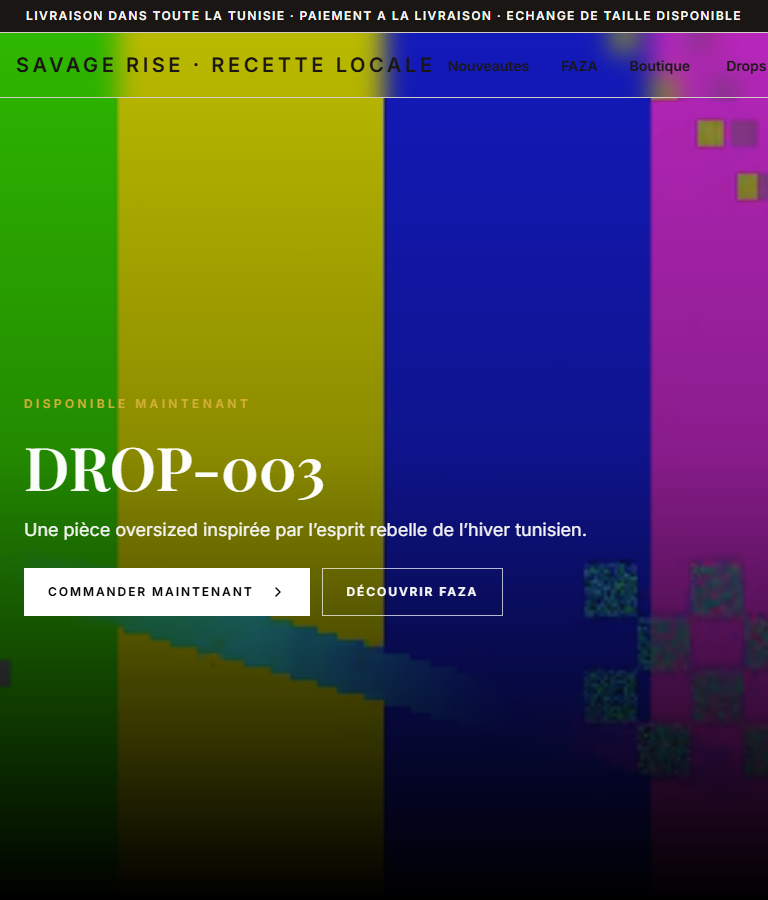 LIVRAISON DANS TOUTE LA TUNISIE · PAIEMENT A LA LIVRAISON · ECHANGE DE TAILLE DISPONIBLE
SAVAGE RISE · RECETTE LOCALE Nouveautes FAZA Boutique Drops
DISPONIBLE MAINTENANT
DROP-003
Une pièce oversized inspirée par l’esprit rebelle de l’hiver tunisien.
COMMANDER MAINTENANT DÉCOUVRIR FAZA